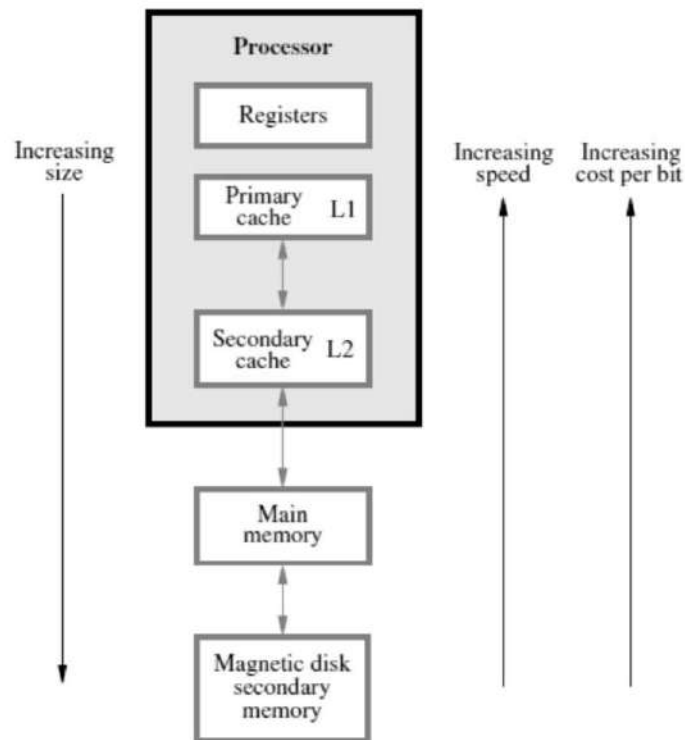 Processor
Registers
Increasing
size
Increasing
speed
Increasing
cost per bit
Primary
cache L1
Secondary
cache L2
Main
memory
Magnetic disk
secondary
memory